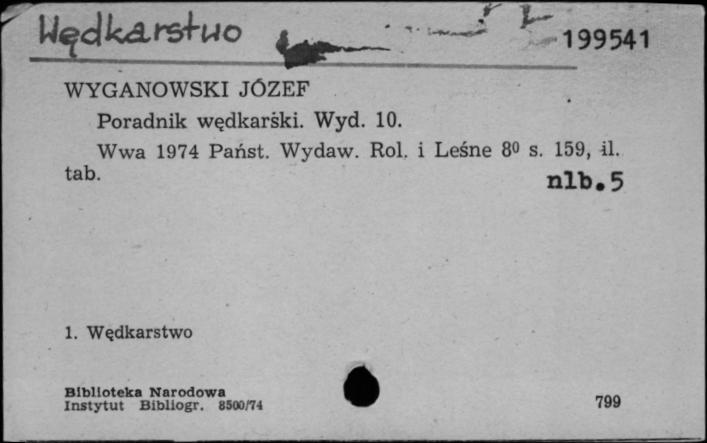 Wędkarstwo
199541
WYGANOWSKI JÓZEF
Poradnik wędkarski. Wyd. 10.
Wwa 1974 Państ. Wydaw. Rol. i Leśne 8⁰ s. 159, il.
tab.
nlb.5
1. Wędkarstwo
Biblioteka Narodowa
Instytut Bibliogr. 8500/74
799